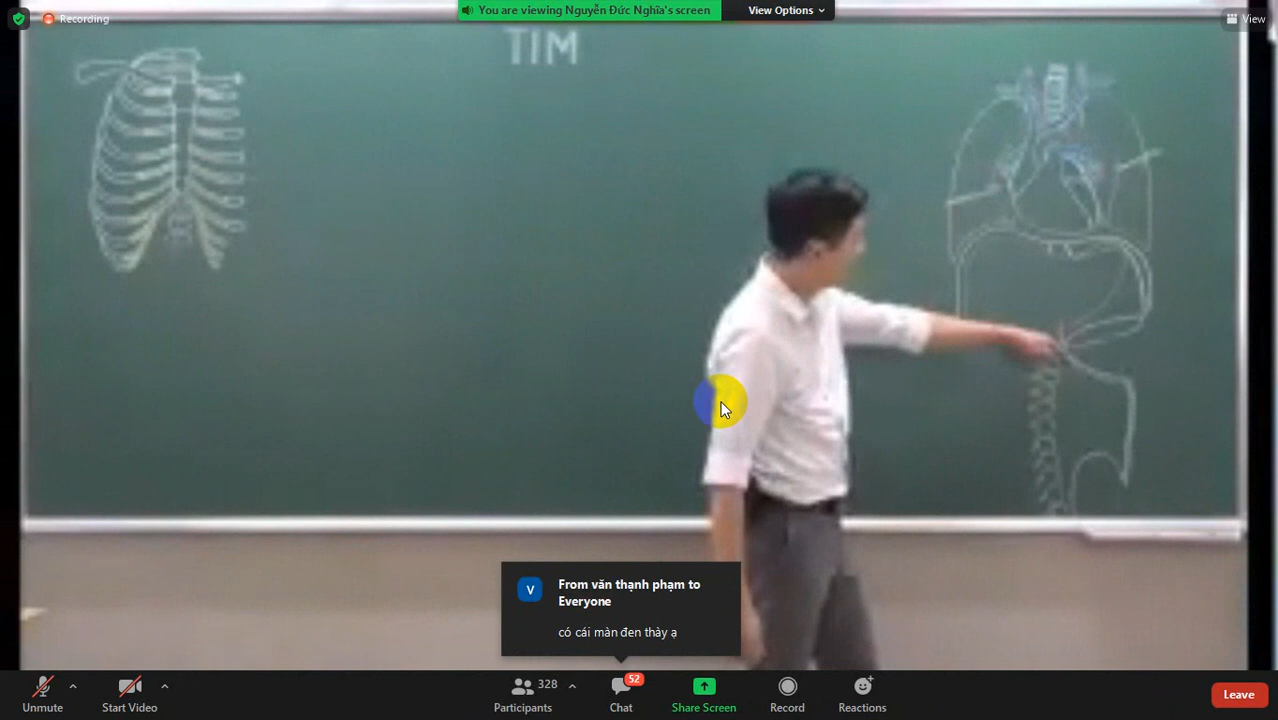 Recording
You are viewing Nguyễn Đức Nghĩa's screen
View Options
View
TIM
V
From văn thạnh phạm to
Everyone
có cái màn đen thày ạ
Unmute
Start Video
328
Participants
52
Chat
Share Screen
Record
Reactions
Leave